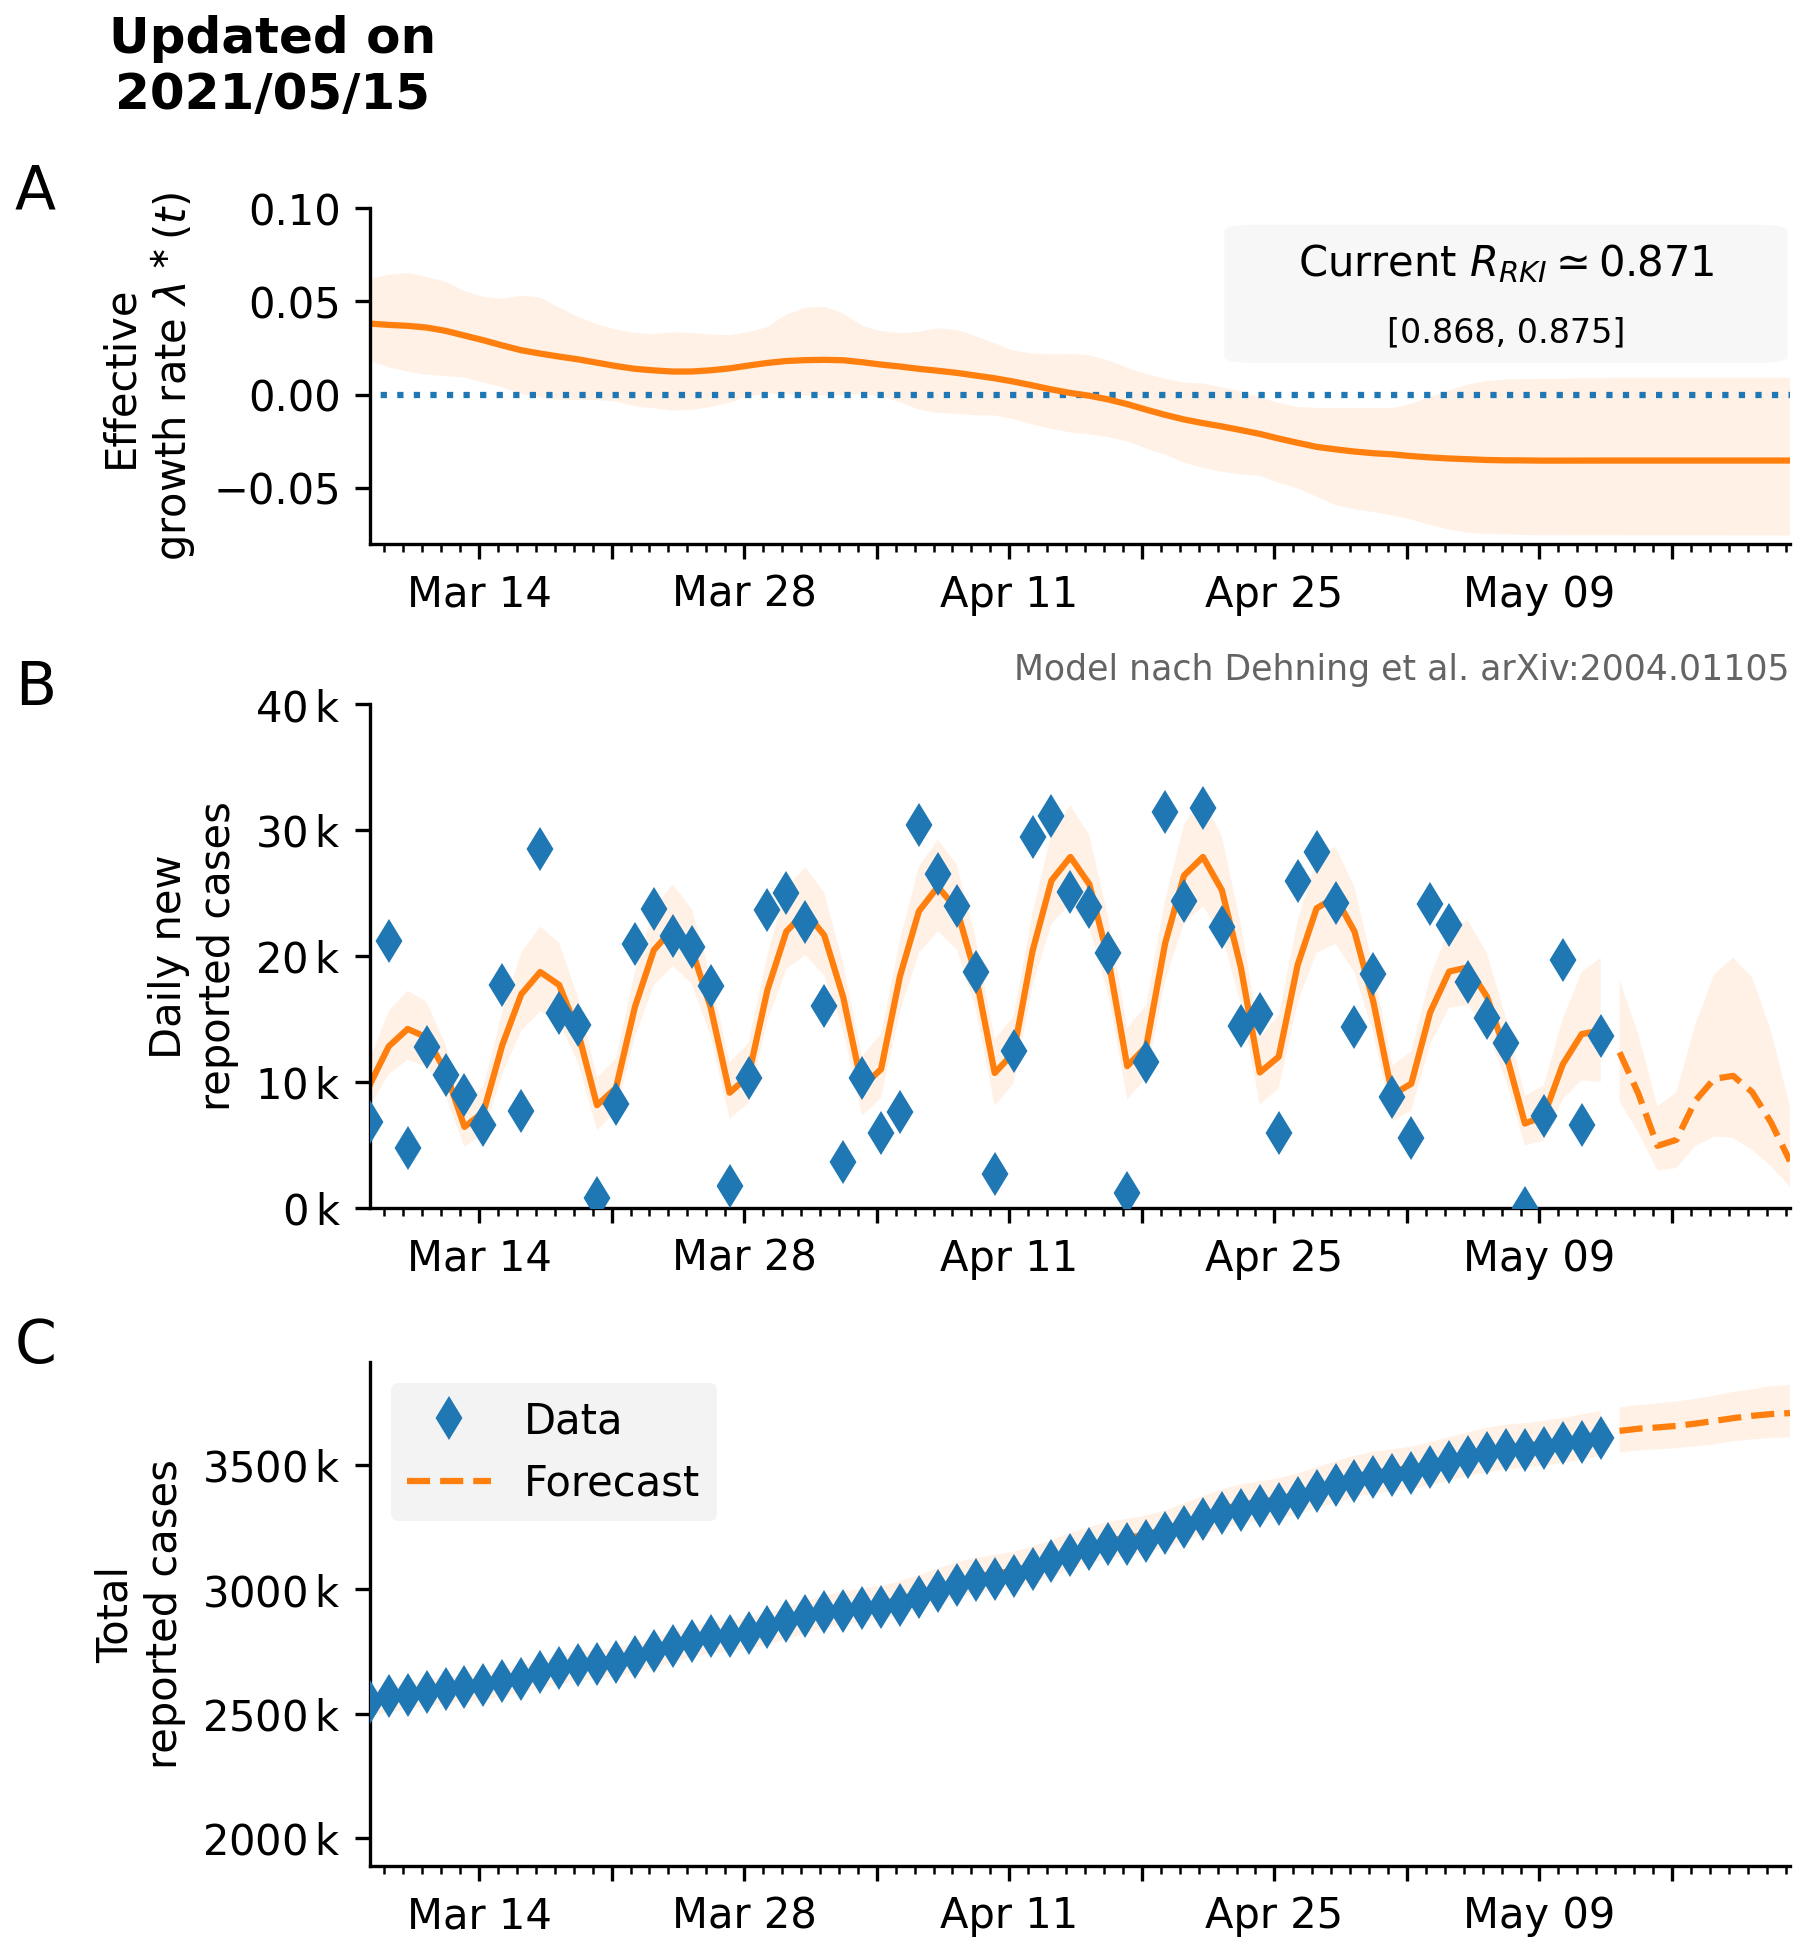 Updated on
2021/05/15
A
Effective
growth rate λ * (t)
0.10
0.05
0.00
−0.05
Current R_RKI ≃ 0.871
[0.868, 0.875]
Mar 14
Mar 28
Apr 11
Apr 25
May 09
Model nach Dehning et al. arXiv:2004.01105
B
Daily new
reported cases
40 k
30 k
20 k
10 k
0 k
Mar 14
Mar 28
Apr 11
Apr 25
May 09
C
Total
reported cases
3500 k
3000 k
2500 k
2000 k
Data
Forecast
Mar 14
Mar 28
Apr 11
Apr 25
May 09